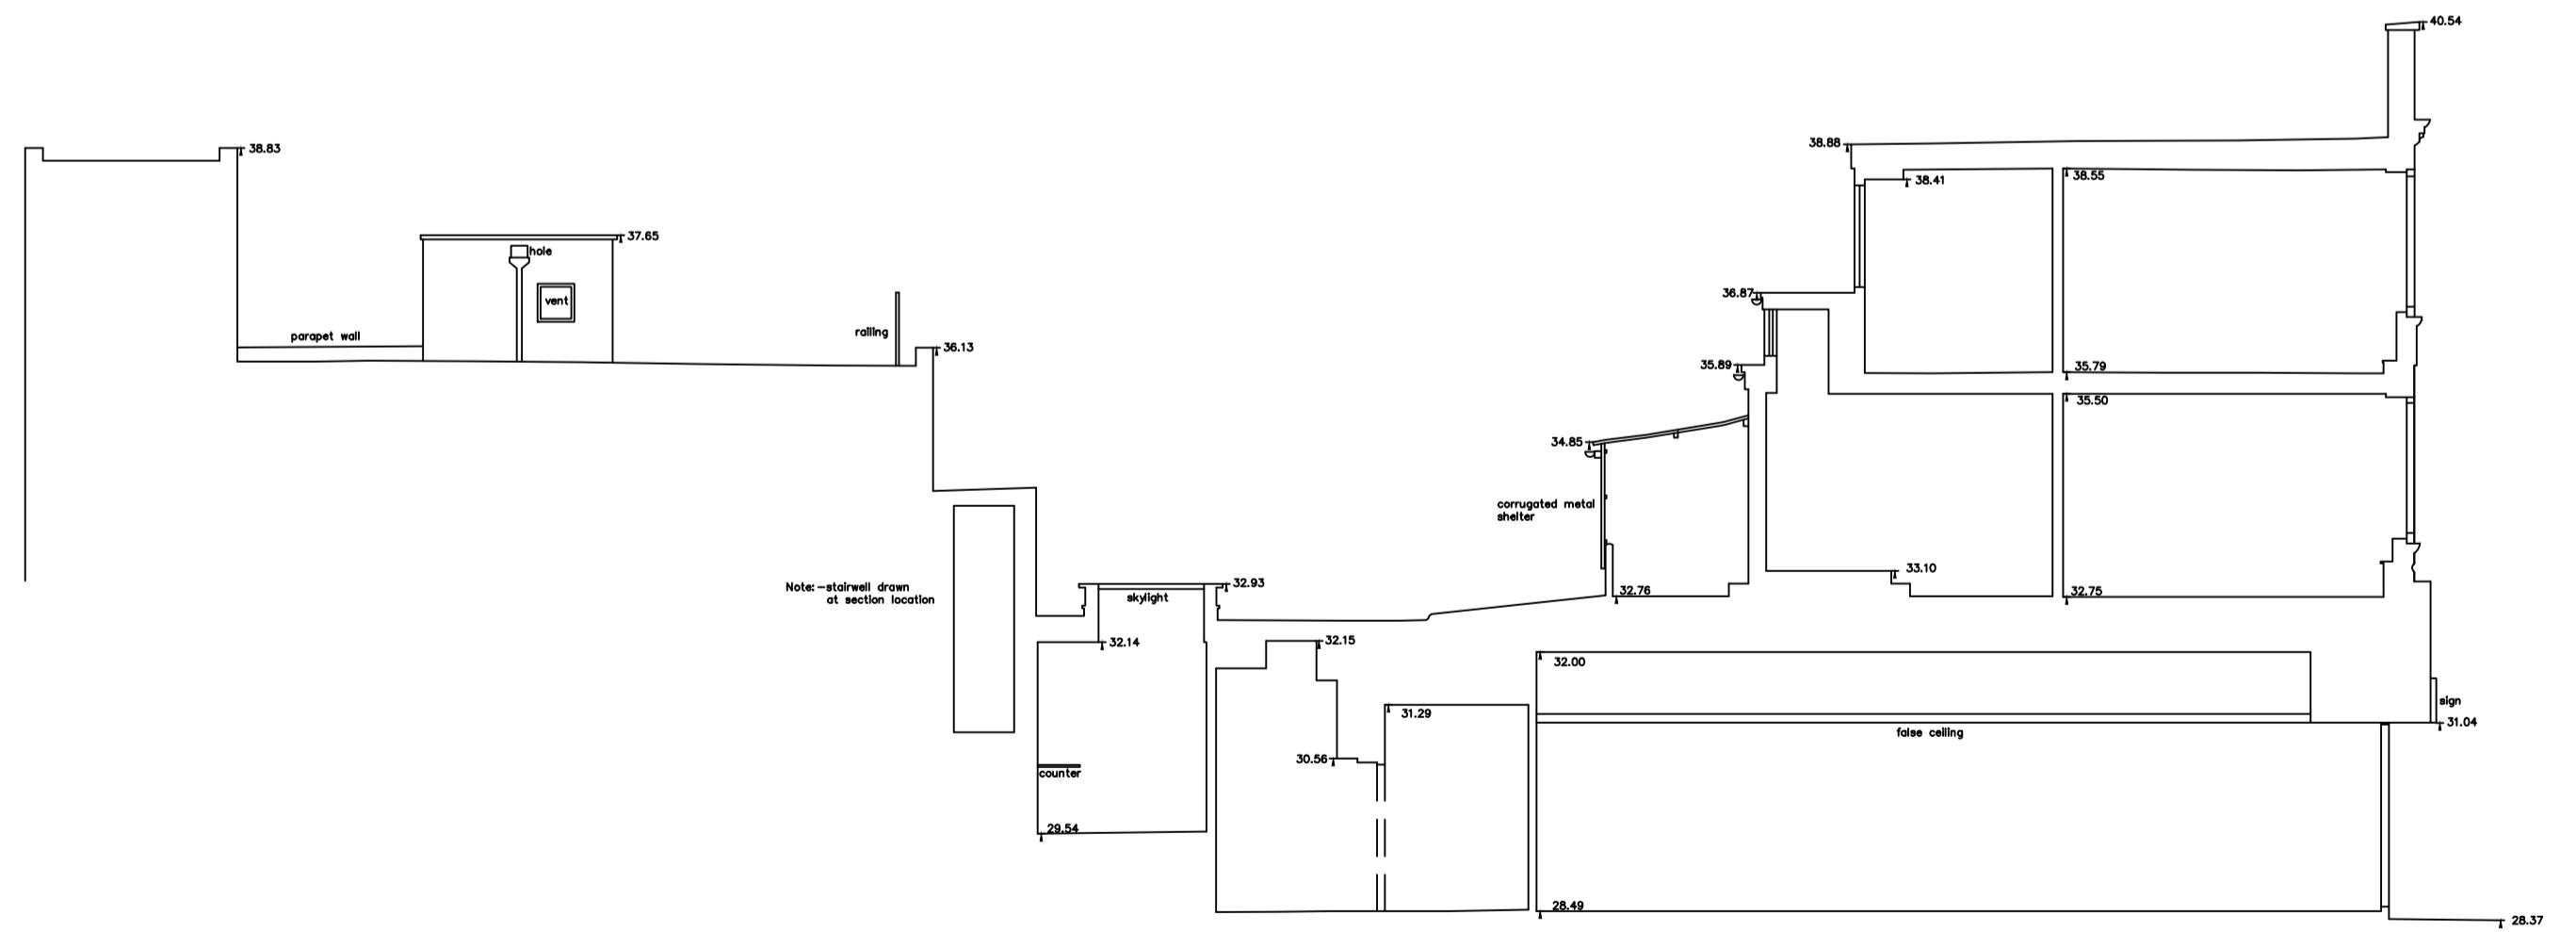 40.54
38.83
38.88
38.41
38.55
37.65
hole
vent
36.87
parapet wall
railing
36.13
35.89
35.79
35.50
34.85
corrugated metal
shelter
33.10
Note:-stairwell drawn
at section location
32.93
skylight
32.76
32.75
32.14
32.15
32.00
sign
31.29
31.04
false ceiling
30.56
counter
29.54
28.49
28.37